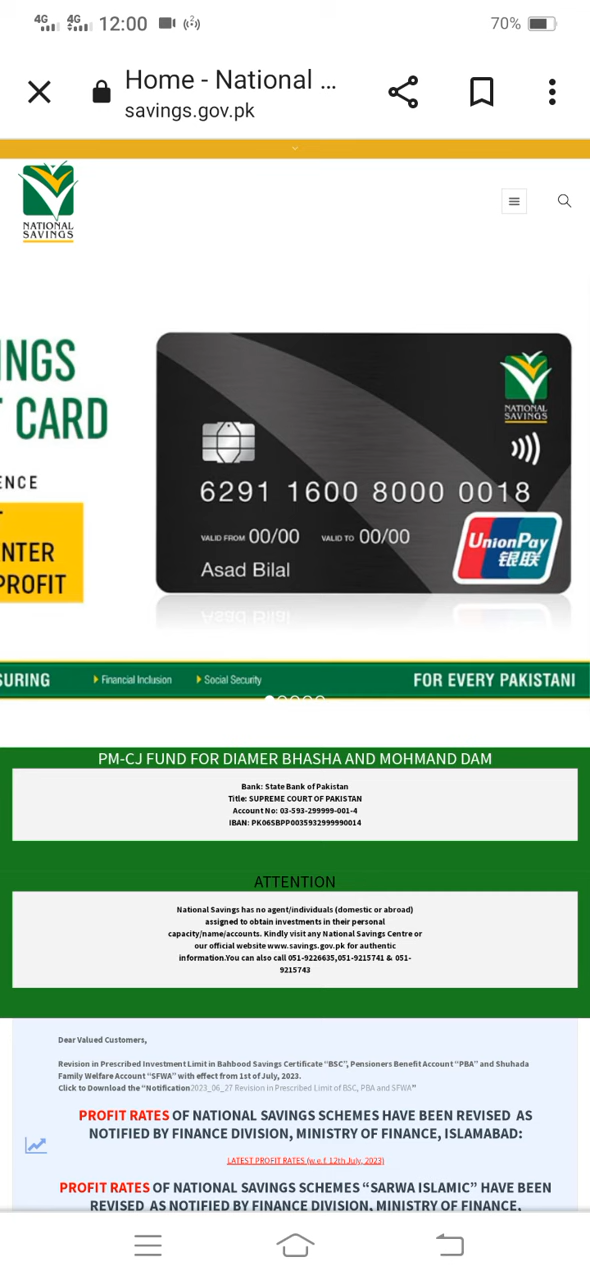 4G 4G 12:00 2 70%
Home - National ...
savings.gov.pk
NATIONAL
SAVINGS
INGS
T CARD
ENCE
NTER
PROFIT
NATIONAL
SAVINGS
6291 1600 8000 0018
VALID FROM 00/00 VALID TO 00/00
Asad Bilal
UnionPay
银联
SURING Financial Inclusion Social Security FOR EVERY PAKISTANI
PM-CJ FUND FOR DIAMER BHASHA AND MOHMAND DAM
Bank: State Bank of Pakistan
Title: SUPREME COURT OF PAKISTAN
Account No: 03-593-299999-001-4
IBAN: PK06SBPP0035932999990014
ATTENTION
National Savings has no agent/individuals (domestic or abroad)
assigned to obtain investments in their personal
capacity/name/accounts. Kindly visit any National Savings Centre or
our official website www.savings.gov.pk for authentic
information.You can also call 051-9226635,051-9215741 & 051-
9215743
Dear Valued Customers,
Revision in Prescribed Investment Limit in Bahbood Savings Certificate “BSC”, Pensioners Benefit Account “PBA” and Shuhada
Family Welfare Account “SFWA” with effect from 1st of July, 2023.
Click to Download the “Notification2023_06_27 Revision in Prescribed Limit of BSC, PBA and SFWA”
PROFIT RATES OF NATIONAL SAVINGS SCHEMES HAVE BEEN REVISED AS
NOTIFIED BY FINANCE DIVISION, MINISTRY OF FINANCE, ISLAMABAD:
LATEST PROFIT RATES (w.e.f. 12th July, 2023)
PROFIT RATES OF NATIONAL SAVINGS SCHEMES “SARWA ISLAMIC” HAVE BEEN
REVISED AS NOTIFIED BY FINANCE DIVISION, MINISTRY OF FINANCE,